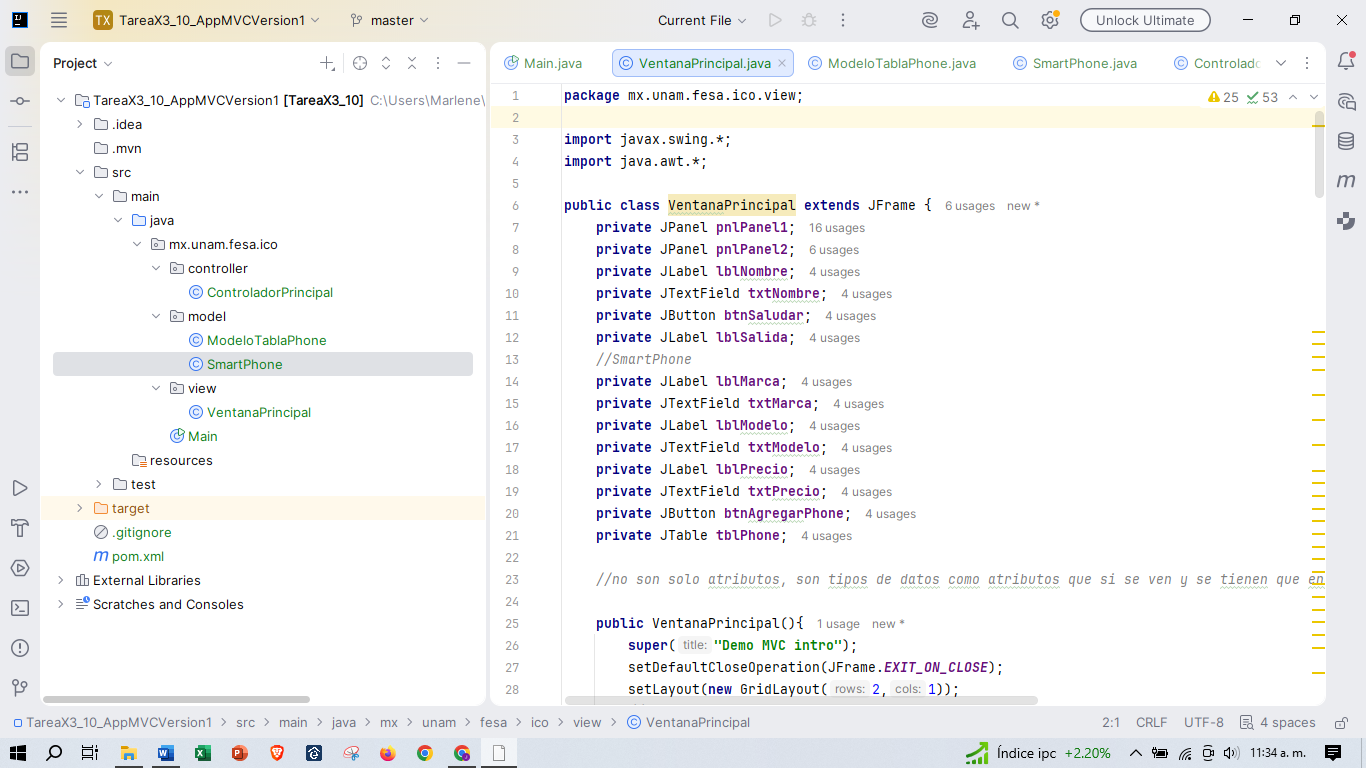 TX TareaX3_10_AppMVCVersion1 master Current File Unlock Ultimate
Project
Main.java VentanaPrincipal.java ModeloTablaPhone.java SmartPhone.java Controlad
TareaX3_10_AppMVCVersion1 [TareaX3_10] C:\Users\Marlene\
.idea
.mvn
src
main
java
mx.unam.fesa.ico
controller
ControladorPrincipal
model
ModeloTablaPhone
SmartPhone
view
VentanaPrincipal
Main
resources
test
target
.gitignore
pom.xml
External Libraries
Scratches and Consoles
25 53
1 package mx.unam.fesa.ico.view;
2
3 import javax.swing.*;
4 import java.awt.*;
5
6 public class VentanaPrincipal extends JFrame { 6 usages new *
7 private JPanel pnlPanel1; 16 usages
8 private JPanel pnlPanel2; 6 usages
9 private JLabel lblNombre; 4 usages
10 private JTextField txtNombre; 4 usages
11 private JButton btnSaludar; 4 usages
12 private JLabel lblSalida; 4 usages
13 //SmartPhone
14 private JLabel lblMarca; 4 usages
15 private JTextField txtMarca; 4 usages
16 private JLabel lblModelo; 4 usages
17 private JTextField txtModelo; 4 usages
18 private JLabel lblPrecio; 4 usages
19 private JTextField txtPrecio; 4 usages
20 private JButton btnAgregarPhone; 4 usages
21 private JTable tblPhone; 4 usages
22
23 //no son solo atributos, son tipos de datos como atributos que si se ven y se tienen que en
24
25 public VentanaPrincipal(){ 1 usage new *
26 super( title: "Demo MVC intro");
27 setDefaultCloseOperation(JFrame.EXIT_ON_CLOSE);
28 setLayout(new GridLayout( rows: 2, cols: 1));
TareaX3_10_AppMVCVersion1 > src > main > java > mx > unam > fesa > ico > view > VentanaPrincipal 2:1 CRLF UTF-8 4 spaces
Índice ipc +2.20% 11:34 a. m.